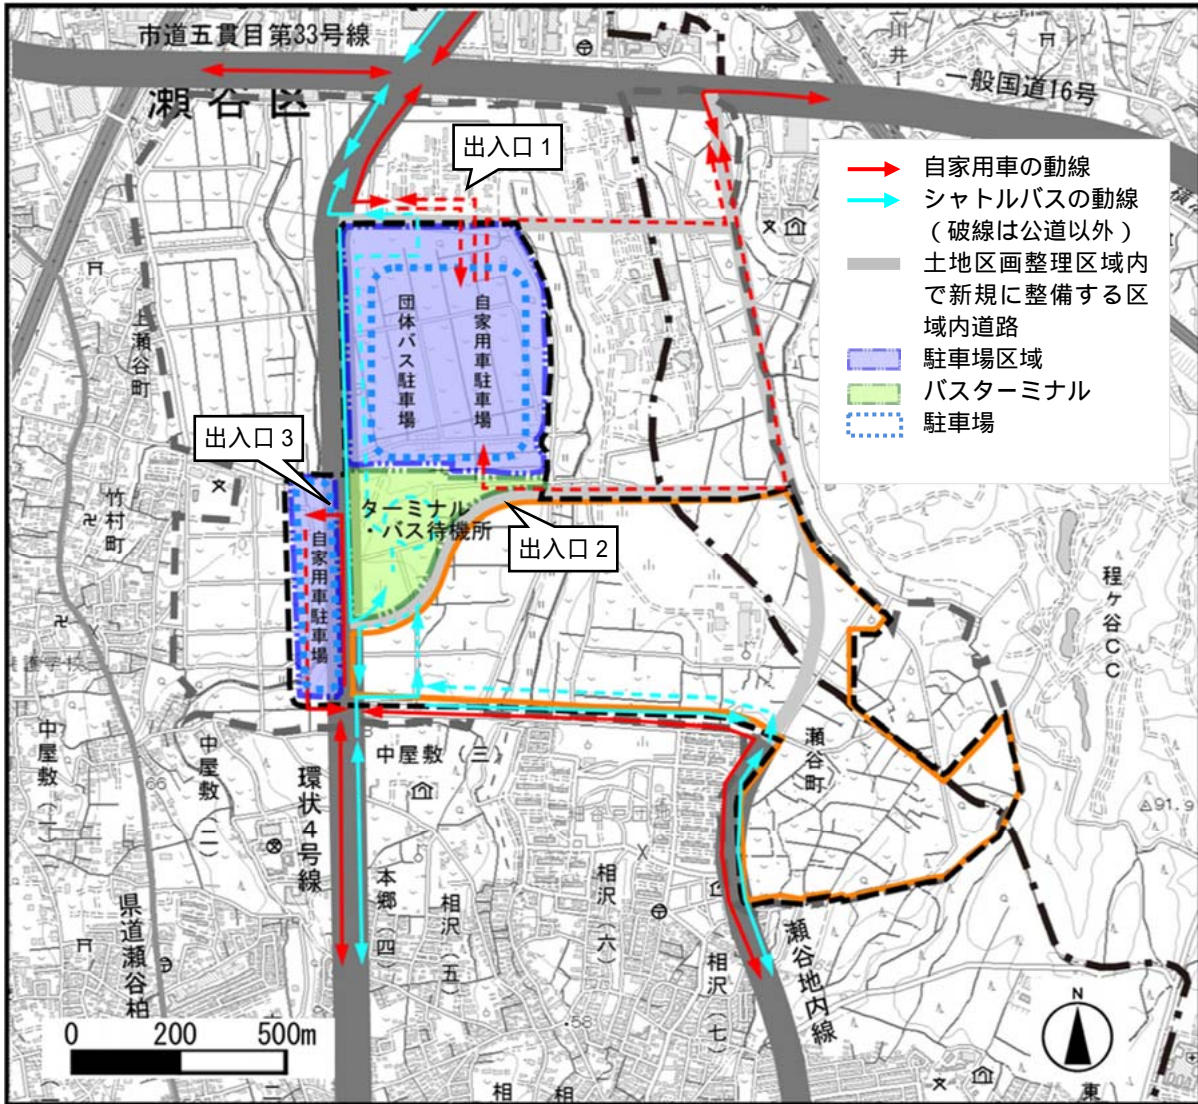 市道五貫目第33号線
瀬谷区
川井
一般国道16号
出入口1
自家用車の動線
シャトルバスの動線
(破線は公道以外)
土地区画整理区域内
で新規に整備する区
域内道路
駐車場区域
バスターミナル
駐車場
上瀬谷町
団体バス駐車場
自家用車駐車場
出入口3
竹村町
自家用車駐車場
ターミナル
・バス待機所
出入口2
程ヶ谷CC
中屋敷(三)
瀬谷町
中屋敷(二)
中屋敷(一)
66
環状4号線
91.9
本郷(四)
相沢(五)
相沢(六)
相沢(七)
瀬谷地内線
県道瀬谷柏
58
0 200 500m
N
東
相 相